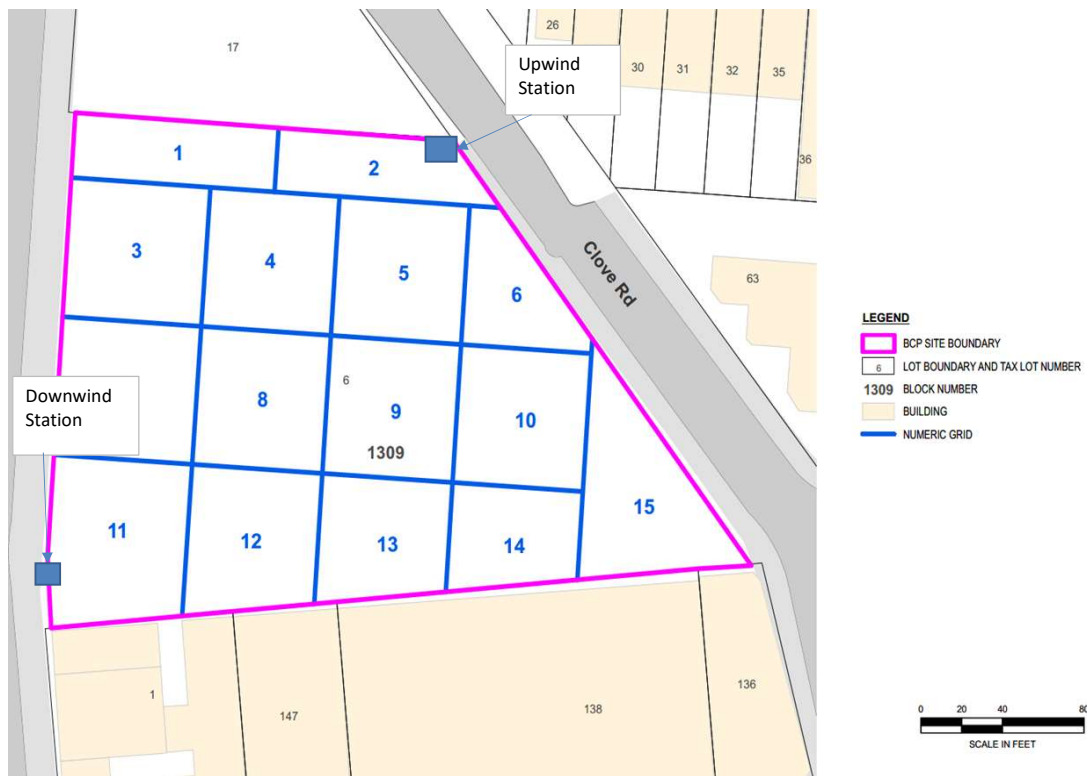 26
17
Upwind
Station
30
31
32
35
36
1
2
3
4
5
6
Clove Rd
63
LEGEND
BCP SITE BOUNDARY
6 LOT BOUNDARY AND TAX LOT NUMBER
1309 BLOCK NUMBER
BUILDING
NUMERIC GRID
Downwind
Station
8
6
9
10
1309
11
12
13
14
15
1
147
138
136
0 20 40 80
SCALE IN FEET